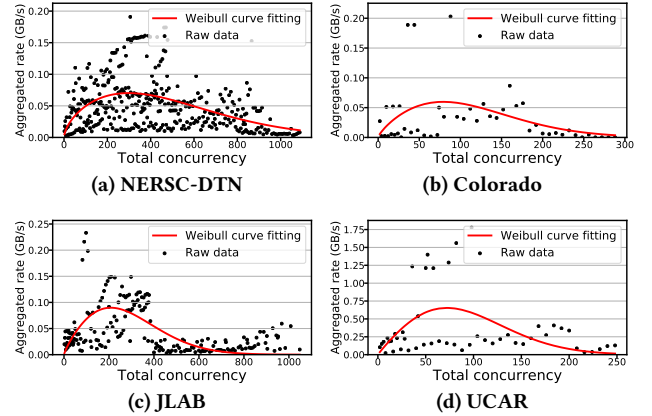 Aggregated rate (GB/s)
0.20
0.15
0.10
0.05
0.00
Weibull curve fitting
Raw data
0 200 400 600 800 1000
Total concurrency
(a) NERSC-DTN
Aggregated rate (GB/s)
0.20
0.15
0.10
0.05
0.00
Weibull curve fitting
Raw data
0 50 100 150 200 250 300
Total concurrency
(b) Colorado
Aggregated rate (GB/s)
0.25
0.20
0.15
0.10
0.05
0.00
Weibull curve fitting
Raw data
0 200 400 600 800 1000
Total concurrency
(c) JLAB
Aggregated rate (GB/s)
1.75
1.50
1.25
1.00
0.75
0.50
0.25
0.00
Weibull curve fitting
Raw data
0 50 100 150 200 250
Total concurrency
(d) UCAR